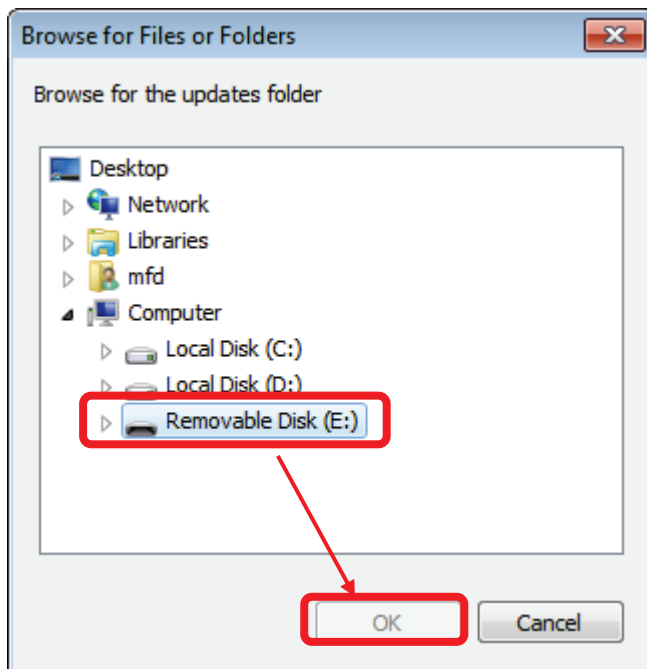 Browse for Files or Folders
Browse for the updates folder
Desktop
Network
Libraries
mfd
Computer
Local Disk (C:)
Local Disk (D:)
Removable Disk (E:)
OK
Cancel